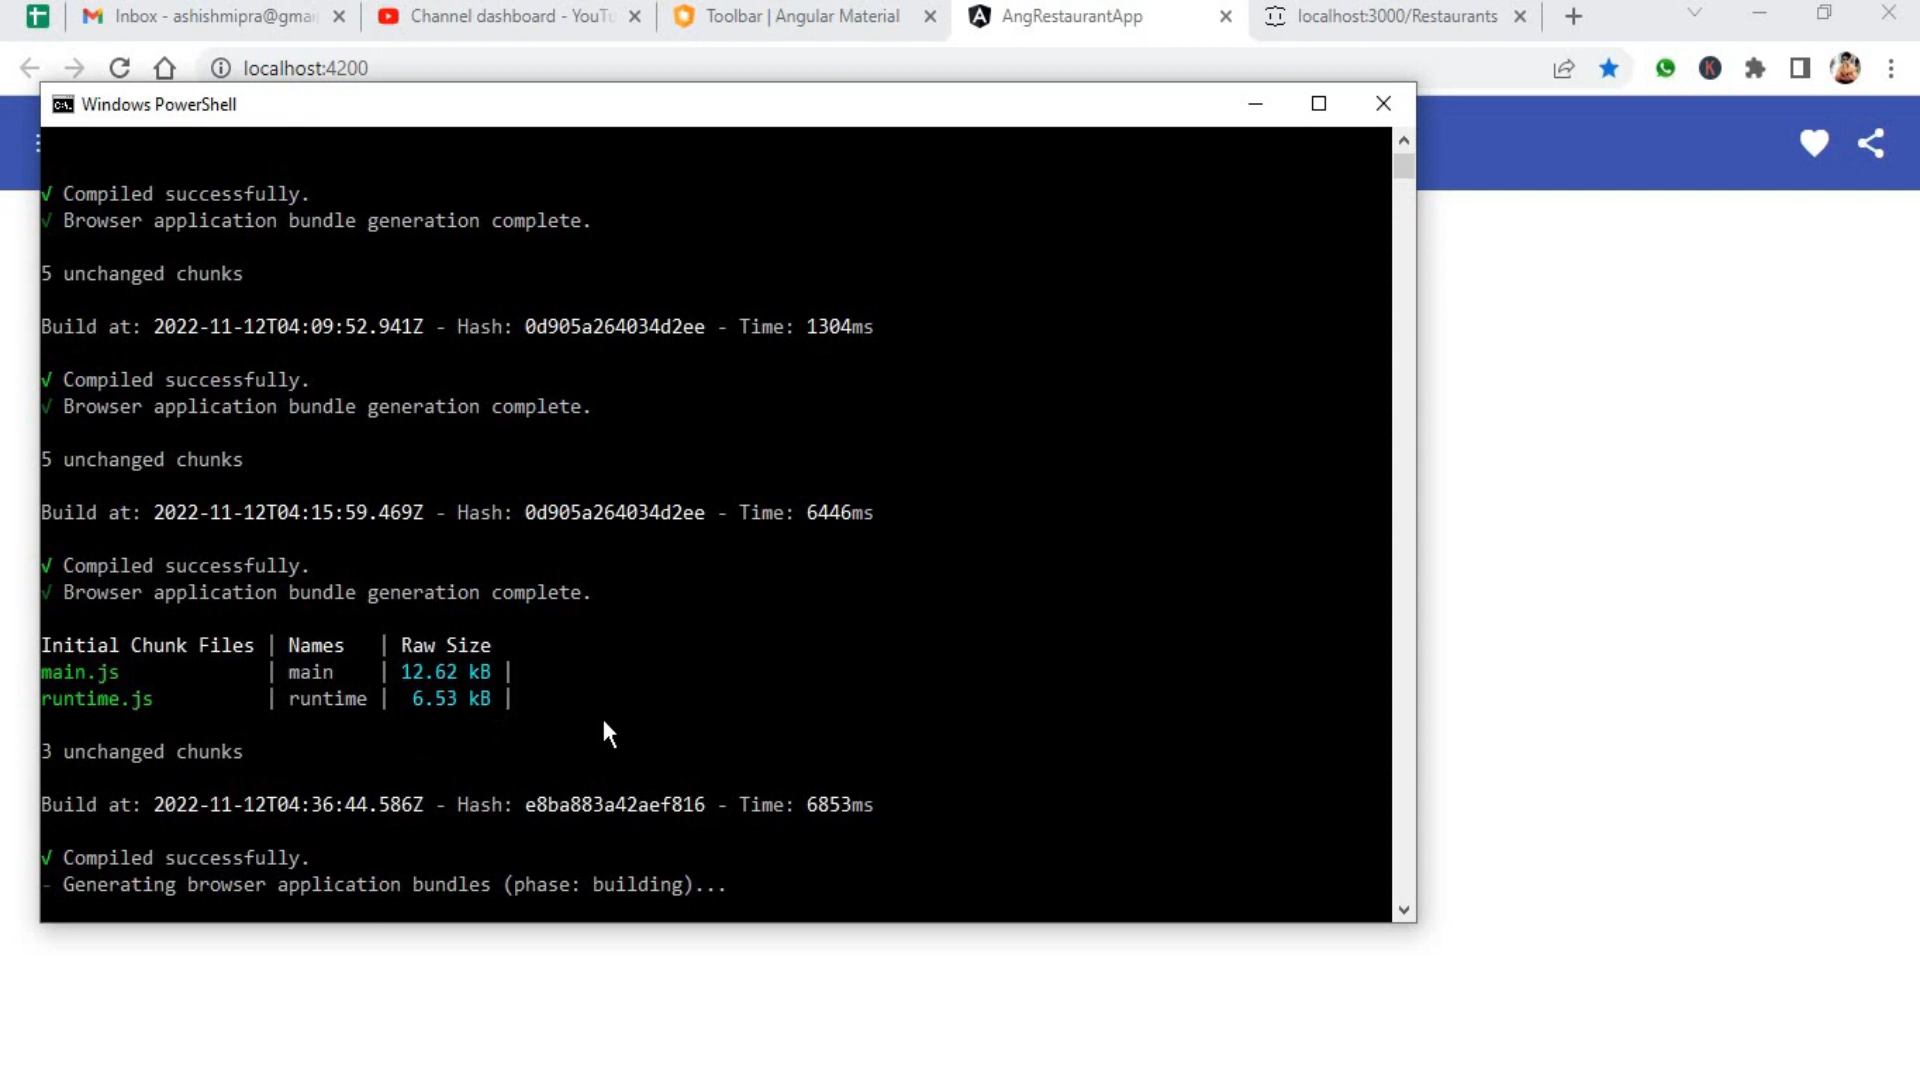 Inbox - ashishmipra@gmai
Channel dashboard - YouTu
Toolbar | Angular Material
AngRestaurantApp
localhost:3000/Restaurants
localhost:4200
K
Windows PowerShell
√ Compiled successfully.
√ Browser application bundle generation complete.
5 unchanged chunks
Build at: 2022-11-12T04:09:52.941Z - Hash: 0d905a264034d2ee - Time: 1304ms
√ Compiled successfully.
√ Browser application bundle generation complete.
5 unchanged chunks
Build at: 2022-11-12T04:15:59.469Z - Hash: 0d905a264034d2ee - Time: 6446ms
√ Compiled successfully.
√ Browser application bundle generation complete.
Initial Chunk Files | Names | Raw Size
main.js | main | 12.62 kB |
runtime.js | runtime | 6.53 kB |
3 unchanged chunks
Build at: 2022-11-12T04:36:44.586Z - Hash: e8ba883a42aef816 - Time: 6853ms
√ Compiled successfully.
- Generating browser application bundles (phase: building)...